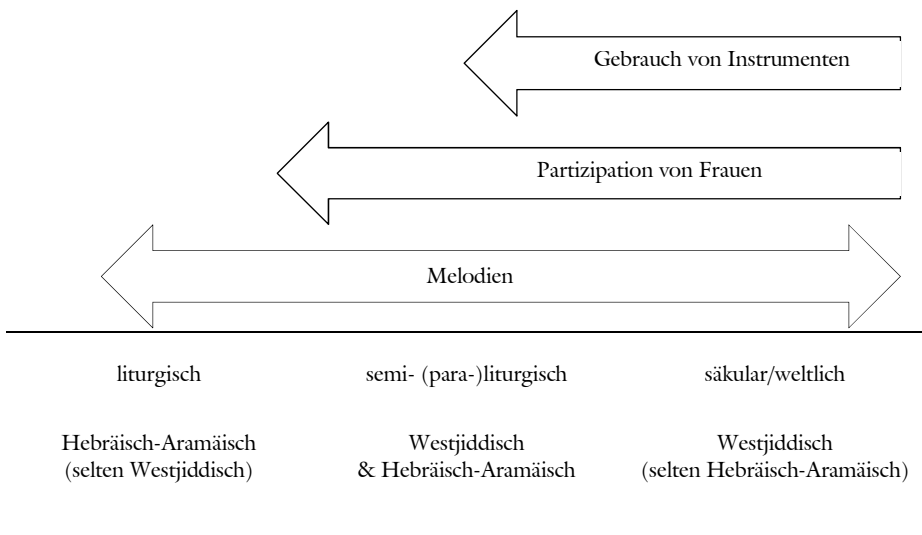 Gebrauch von Instrumenten
Partizipation von Frauen
Melodien
liturgisch
semi- (para-)liturgisch
säkular/weltlich
Hebräisch-Aramäisch
(selten Westjiddisch)
Westjiddisch
& Hebräisch-Aramäisch
Westjiddisch
(selten Hebräisch-Aramäisch)